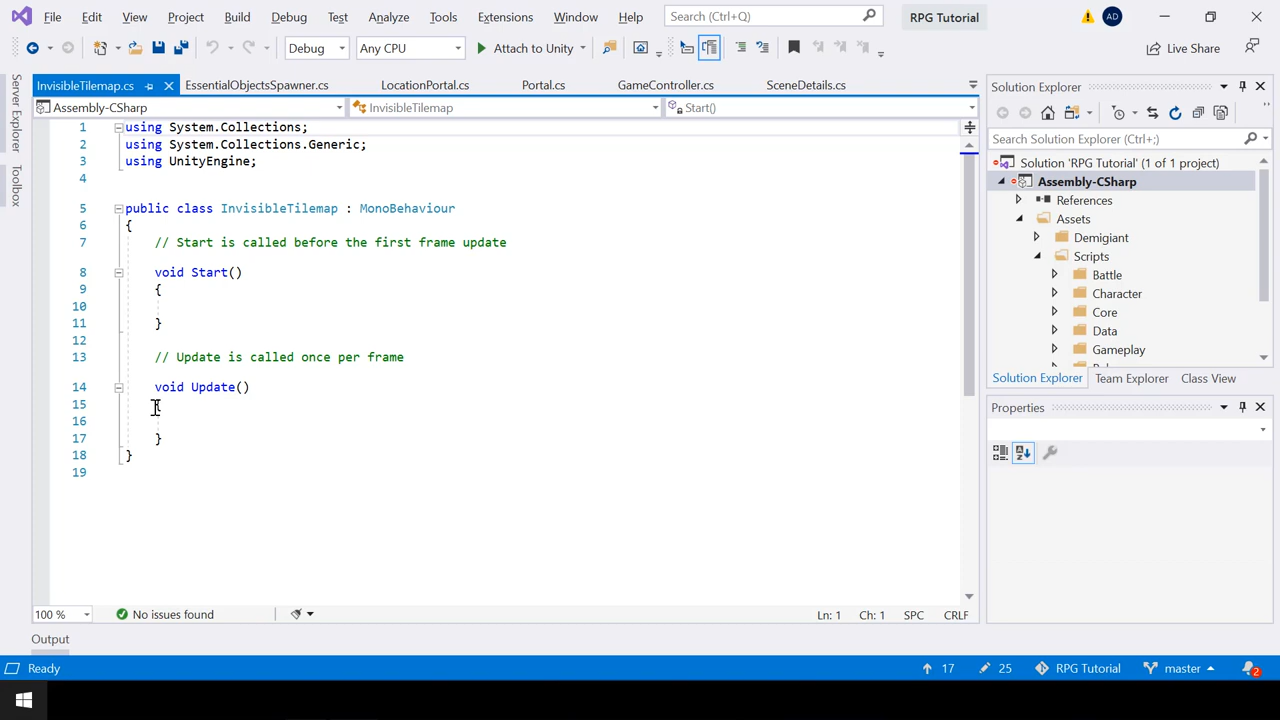 File Edit View Project Build Debug Test Analyze Tools Extensions Window Help Search (Ctrl+Q) RPG Tutorial AD
Debug Any CPU Attach to Unity Live Share
Server Explorer
Toolbox
InvisibleTilemap.cs EssentialObjectsSpawner.cs LocationPortal.cs Portal.cs GameController.cs SceneDetails.cs
Assembly-CSharp InvisibleTilemap Start()
1 using System.Collections;
2 using System.Collections.Generic;
3 using UnityEngine;
4
5 public class InvisibleTilemap : MonoBehaviour
6 {
7 // Start is called before the first frame update
8 void Start()
9 {
10
11 }
12
13 // Update is called once per frame
14 void Update()
15 {
16
17 }
18 }
19
100 % No issues found Ln: 1 Ch: 1 SPC CRLF
Output
Solution Explorer
Search Solution Explorer (Ctrl+;)
Solution 'RPG Tutorial' (1 of 1 project)
Assembly-CSharp
References
Assets
Demigiant
Scripts
Battle
Character
Core
Data
Gameplay
Solution Explorer Team Explorer Class View
Properties
Ready 17 25 RPG Tutorial master 2